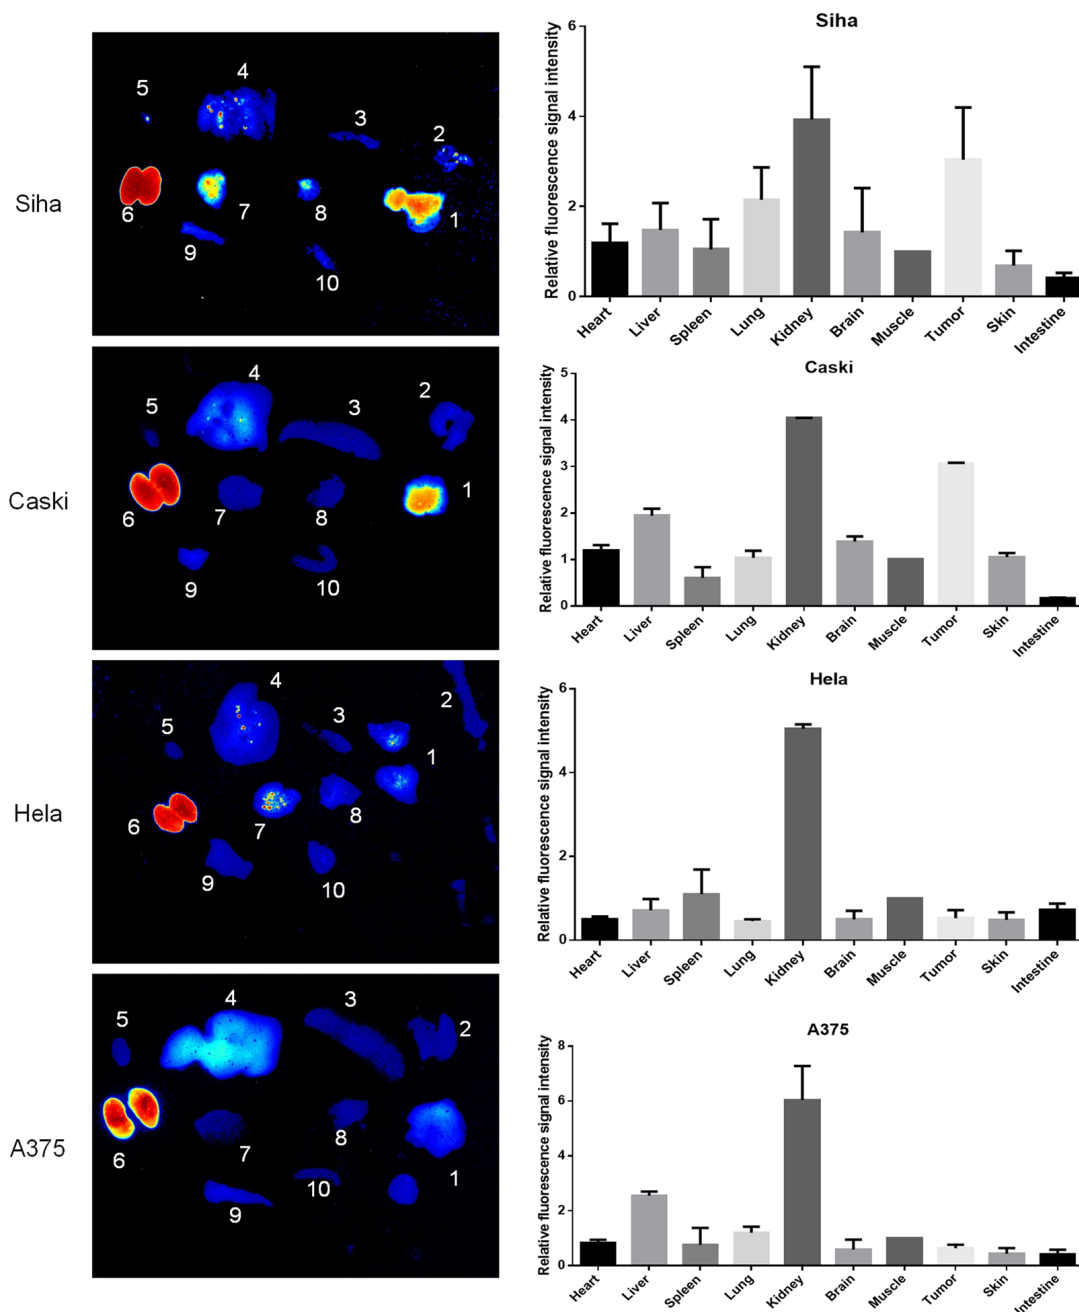 Siha
5
4
3
2
6
7
8
1
9
10
Siha
Relative fluorescence signal intensity
6
4
2
0
Heart
Liver
Spleen
Lung
Kidney
Brain
Muscle
Tumor
Skin
Intestine
Caski
5
4
3
2
6
7
8
1
9
10
Caski
Relative fluorescence signal intensity
5
4
3
2
1
0
Heart
Liver
Spleen
Lung
Kidney
Brain
Muscle
Tumor
Skin
Intestine
Hela
5
4
3
2
1
6
7
8
9
10
Hela
Relative fluorescence signal intensity
6
4
2
0
Heart
Liver
Spleen
Lung
Kidney
Brain
Muscle
Tumor
Skin
Intestine
A375
5
4
3
2
6
7
8
1
9
10
A375
Relative fluorescence signal intensity
8
6
4
2
0
Heart
Liver
Spleen
Lung
Kidney
Brain
Muscle
Tumor
Skin
Intestine